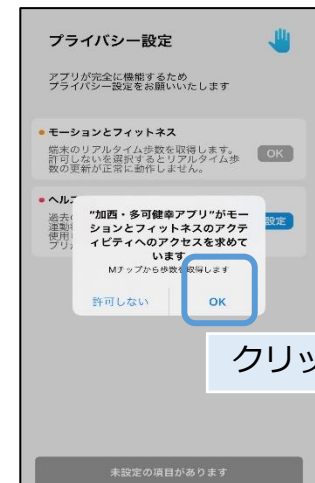 プライバシー設定
アプリが完全に機能するため
プライバシー設定をお願いいたします
モーションとフィットネス
端末のリアルタイム歩数を取得します。
許可しないを選択するとリアルタイム歩
数の更新が正常に動作しません。
OK
ヘルス
過去
運動
使用
プリ
設定
"加西・多可健幸アプリ"がモー
ションとフィットネスのアクテ
ィビティへのアクセスを求めて
います
Mチップから歩数を取得します
許可しない
OK
クリッ
未設定の項目があります